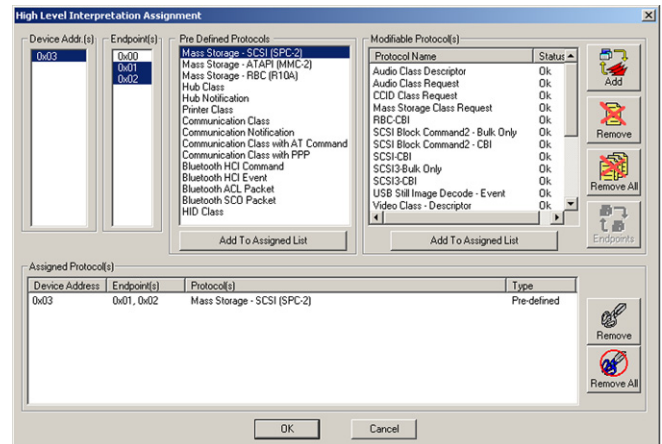 High Level Interpretation Assignment
Device Addr.(s)
0x03
Endpoint(s)
0x00
0x01
0x02
Pre Defined Protocols
Mass Storage - SCSI (SPC-2)
Mass Storage - ATAPI (MMC-2)
Mass Storage - RBC (R10A)
Hub Class
Hub Notification
Printer Class
Communication Class
Communication Notification
Communication Class with AT Command
Communication Class with PPP
Bluetooth HCI Command
Bluetooth HCI Event
Bluetooth ACL Packet
Bluetooth SCO Packet
HID Class
Add To Assigned List
Modifiable Protocol(s)
Protocol Name Status
Audio Class Descriptor Ok
Audio Class Request Ok
CCID Class Request Ok
Mass Storage Class Request Ok
RBC-CBI Ok
SCSI Block Command2 - Bulk Only Ok
SCSI Block Command2 - CBI Ok
SCSI-CBI Ok
SCSI3-Bulk Only Ok
SCSI3-CBI Ok
USB Still Image Decode - Event Ok
Video Class - Descriptor Ok
Add To Assigned List
Add
Remove
Remove All
Endpoints
Assigned Protocol(s)
Device Address Endpoint(s) Protocol(s) Type
0x03 0x01, 0x02 Mass Storage - SCSI (SPC-2) Pre-defined
Remove
Remove All
OK Cancel